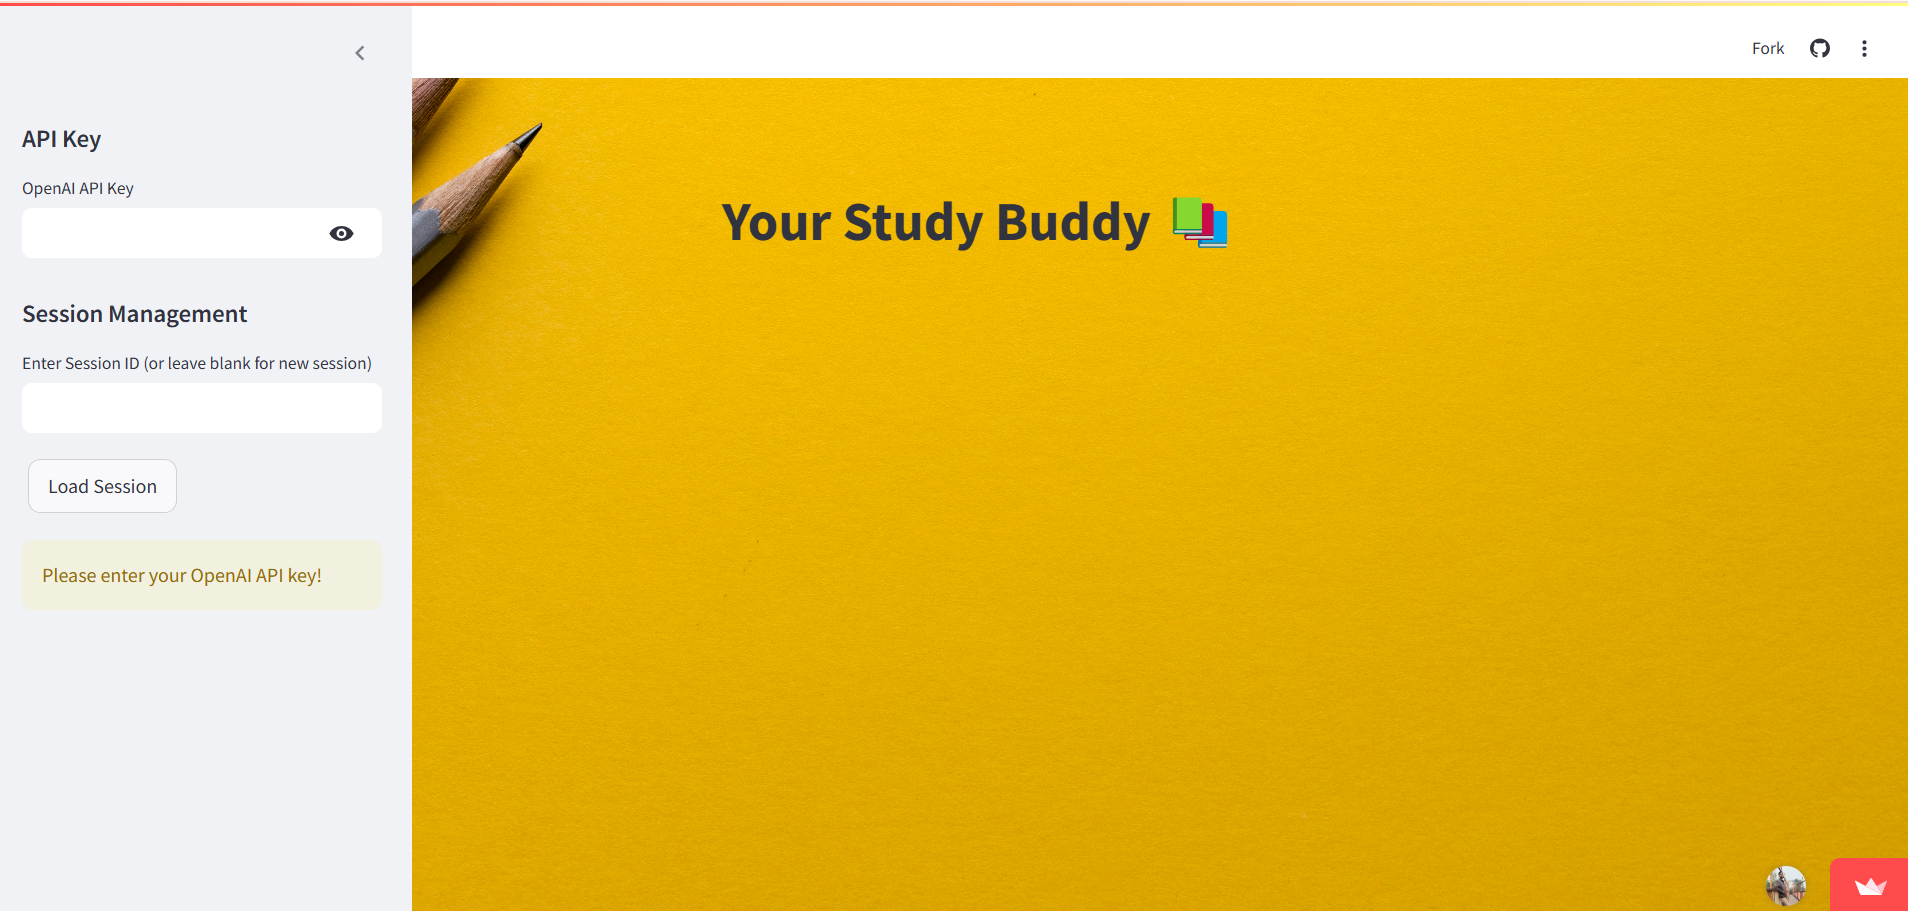 Fork
API Key
OpenAI API Key
Your Study Buddy 📚
Session Management
Enter Session ID (or leave blank for new session)
Load Session
Please enter your OpenAI API key!